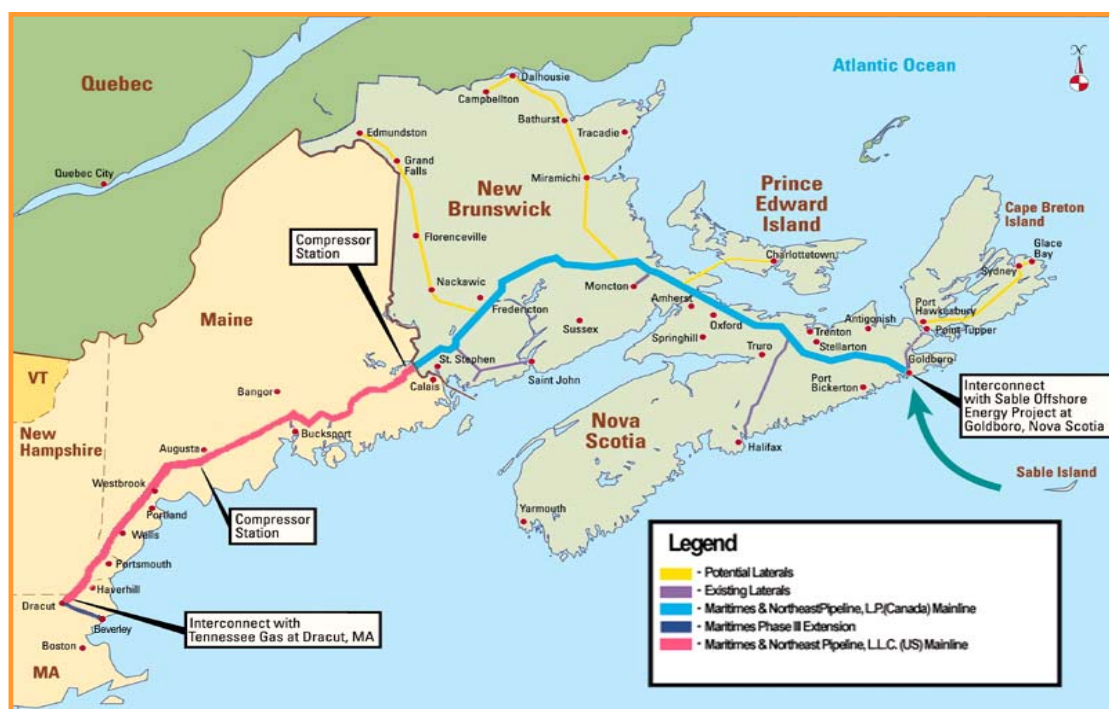 Quebec
Atlantic Ocean
N
Dalhousie
Campbellton
Bathurst
Tracadie
Edmundston
Grand
Falls
Quebec City
Miramichi
New
Brunswick
Prince
Edward
Island
Cape Breton
Island
Compressor
Station
Florenceville
Charlottetown
Glace
Bay
Sydney
Nackawic
Moncton
Amherst
Port
Hawkesbury
Fredericton
Oxford
Antigonish
Point Tupper
Maine
Sussex
Trenton
Springhill
Stellarton
Truro
Goldboro
St. Stephen
VT
Calais
Saint John
Bangor
Port
Bickerton
Interconnect
with Sable Offshore
Energy Project at
Goldboro, Nova Scotia
New
Hampshire
Bucksport
Nova
Scotia
Augusta
Halifax
Sable Island
Westbrook
Portland
Compressor
Station
Yarmouth
Wells
Portsmouth
Haverhill
Dracut
Beverley
Interconnect with
Tennessee Gas at Dracut, MA
Boston
MA
Legend
- Potential Laterals
- Existing Laterals
- Maritimes & NortheastPipeline, L.P.(Canada) Mainline
- Maritimes Phase III Extension
- Maritimes & Northeast Pipeline, L.L.C. (US) Mainline